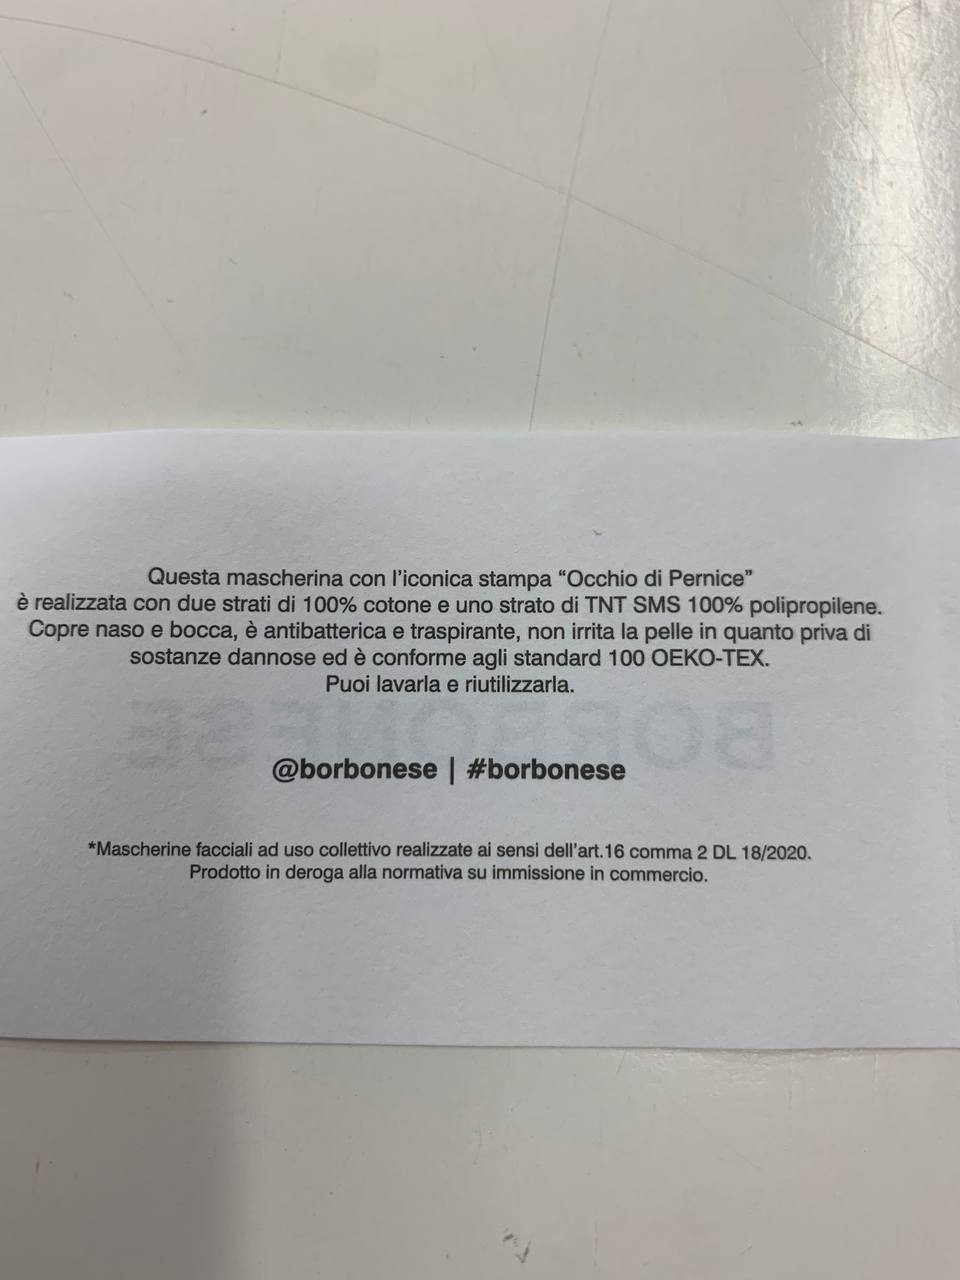 Questa mascherina con l'iconica stampa “Occhio di Pernice”
è realizzata con due strati di 100% cotone e uno strato di TNT SMS 100% polipropilene.
Copre naso e bocca, è antibatterica e traspirante, non irrita la pelle in quanto priva di
sostanze dannose ed è conforme agli standard 100 OEKO-TEX.
Puoi lavarla e riutilizzarla.
BORBONESE
@borbonese | #borbonese
*Mascherine facciali ad uso collettivo realizzate ai sensi dell'art.16 comma 2 DL 18/2020.
Prodotto in deroga alla normativa su immissione in commercio.